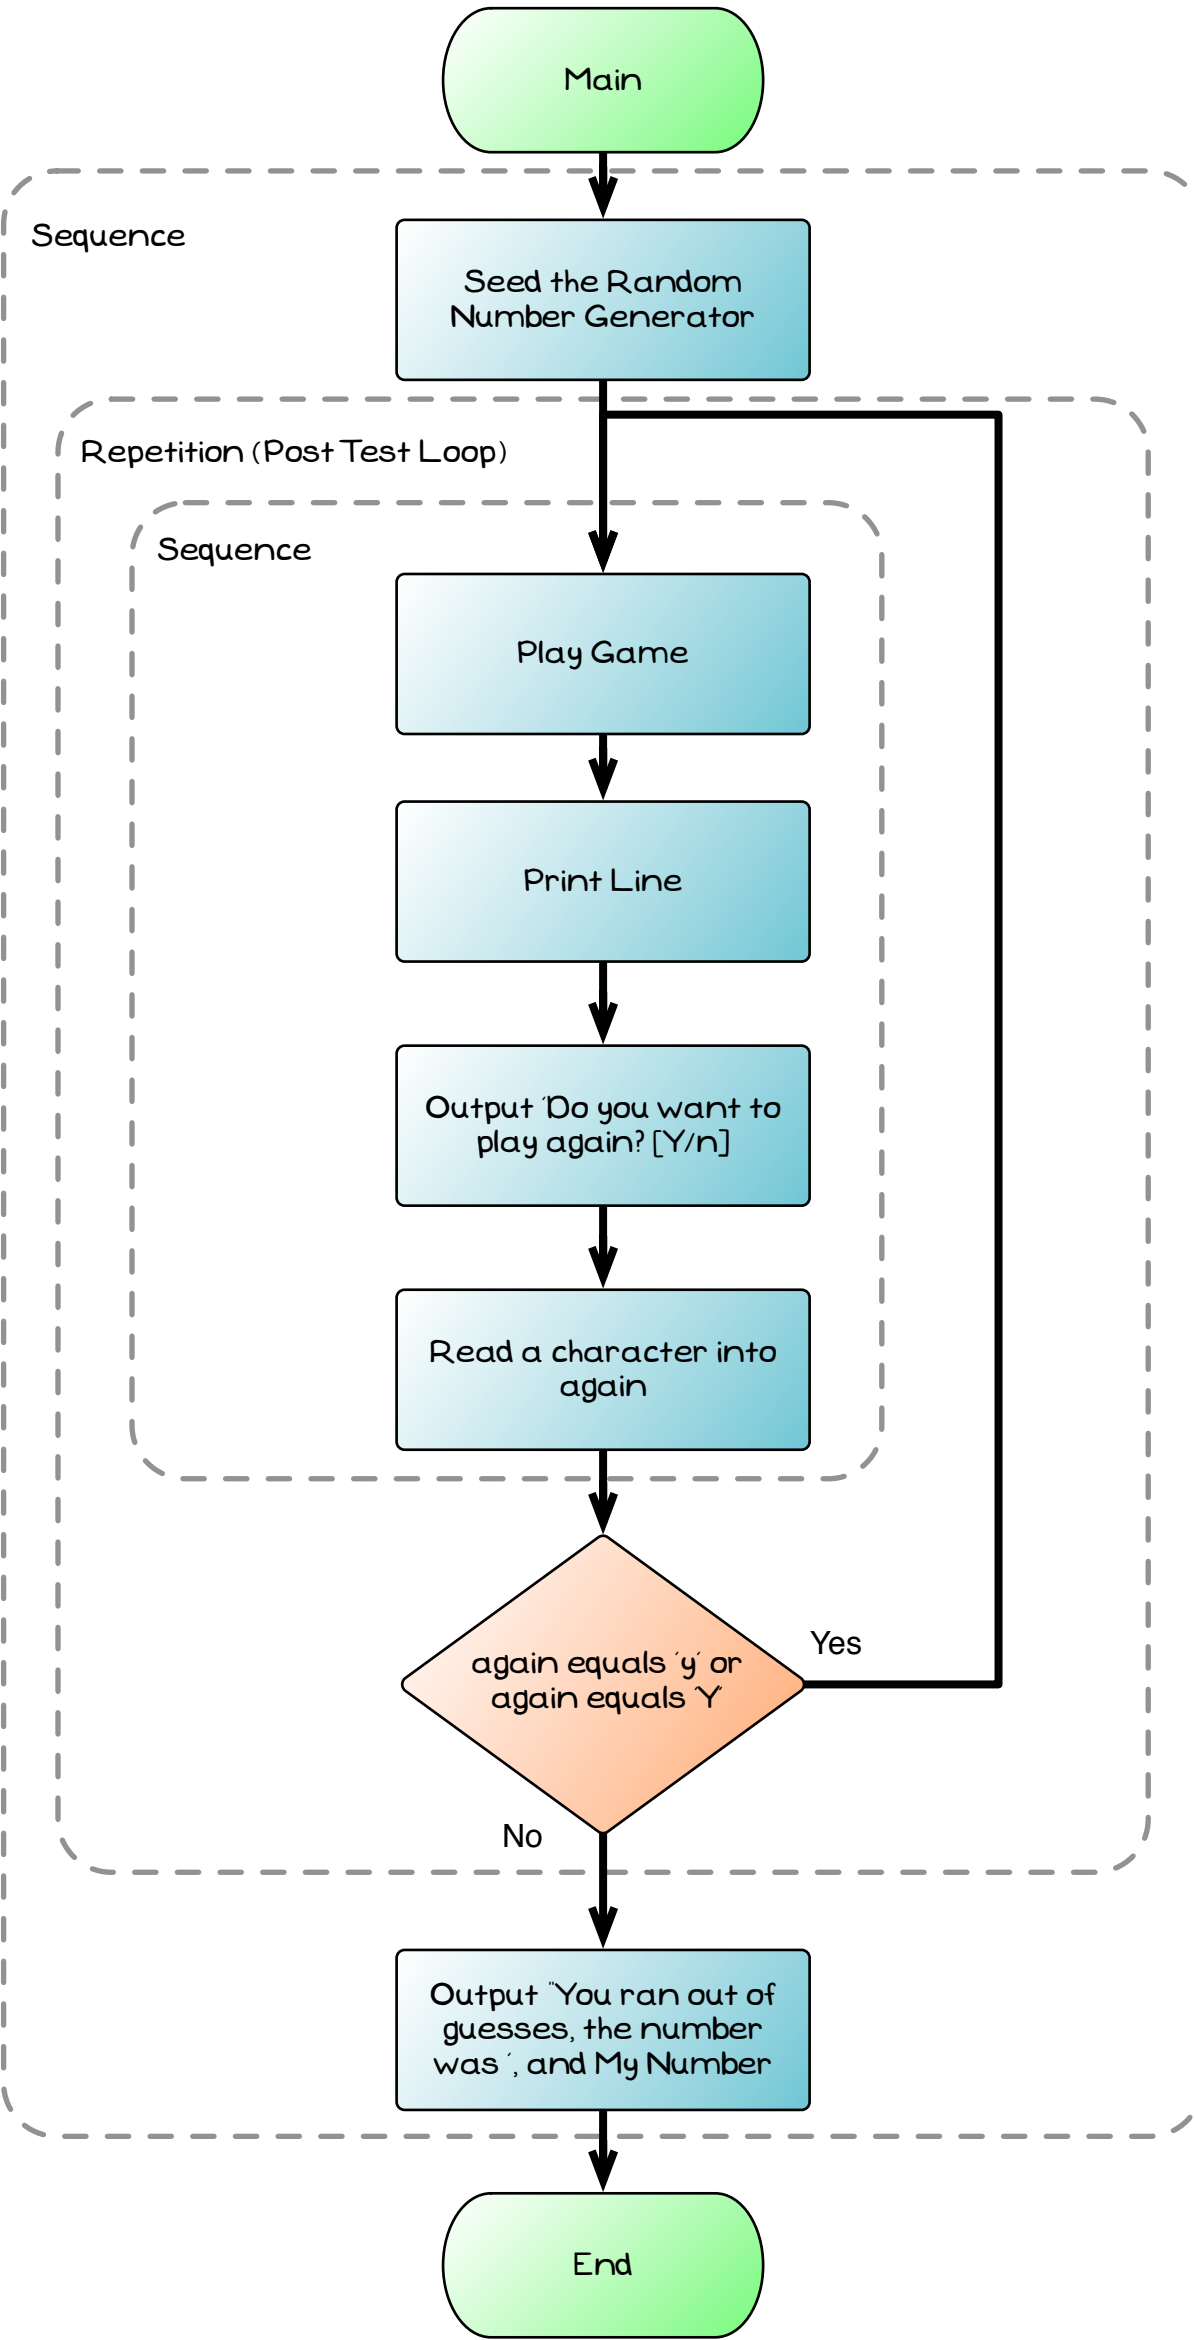 Main
Sequence
Seed the Random
Number Generator
Repetition (Post Test Loop)
Sequence
Play Game
Print Line
Output 'Do you want to
play again? [Y/n]
Read a character into
again
again equals 'y' or
again equals 'Y'
Yes
No
Output "You ran out of
guesses, the number
was ', and My Number
End